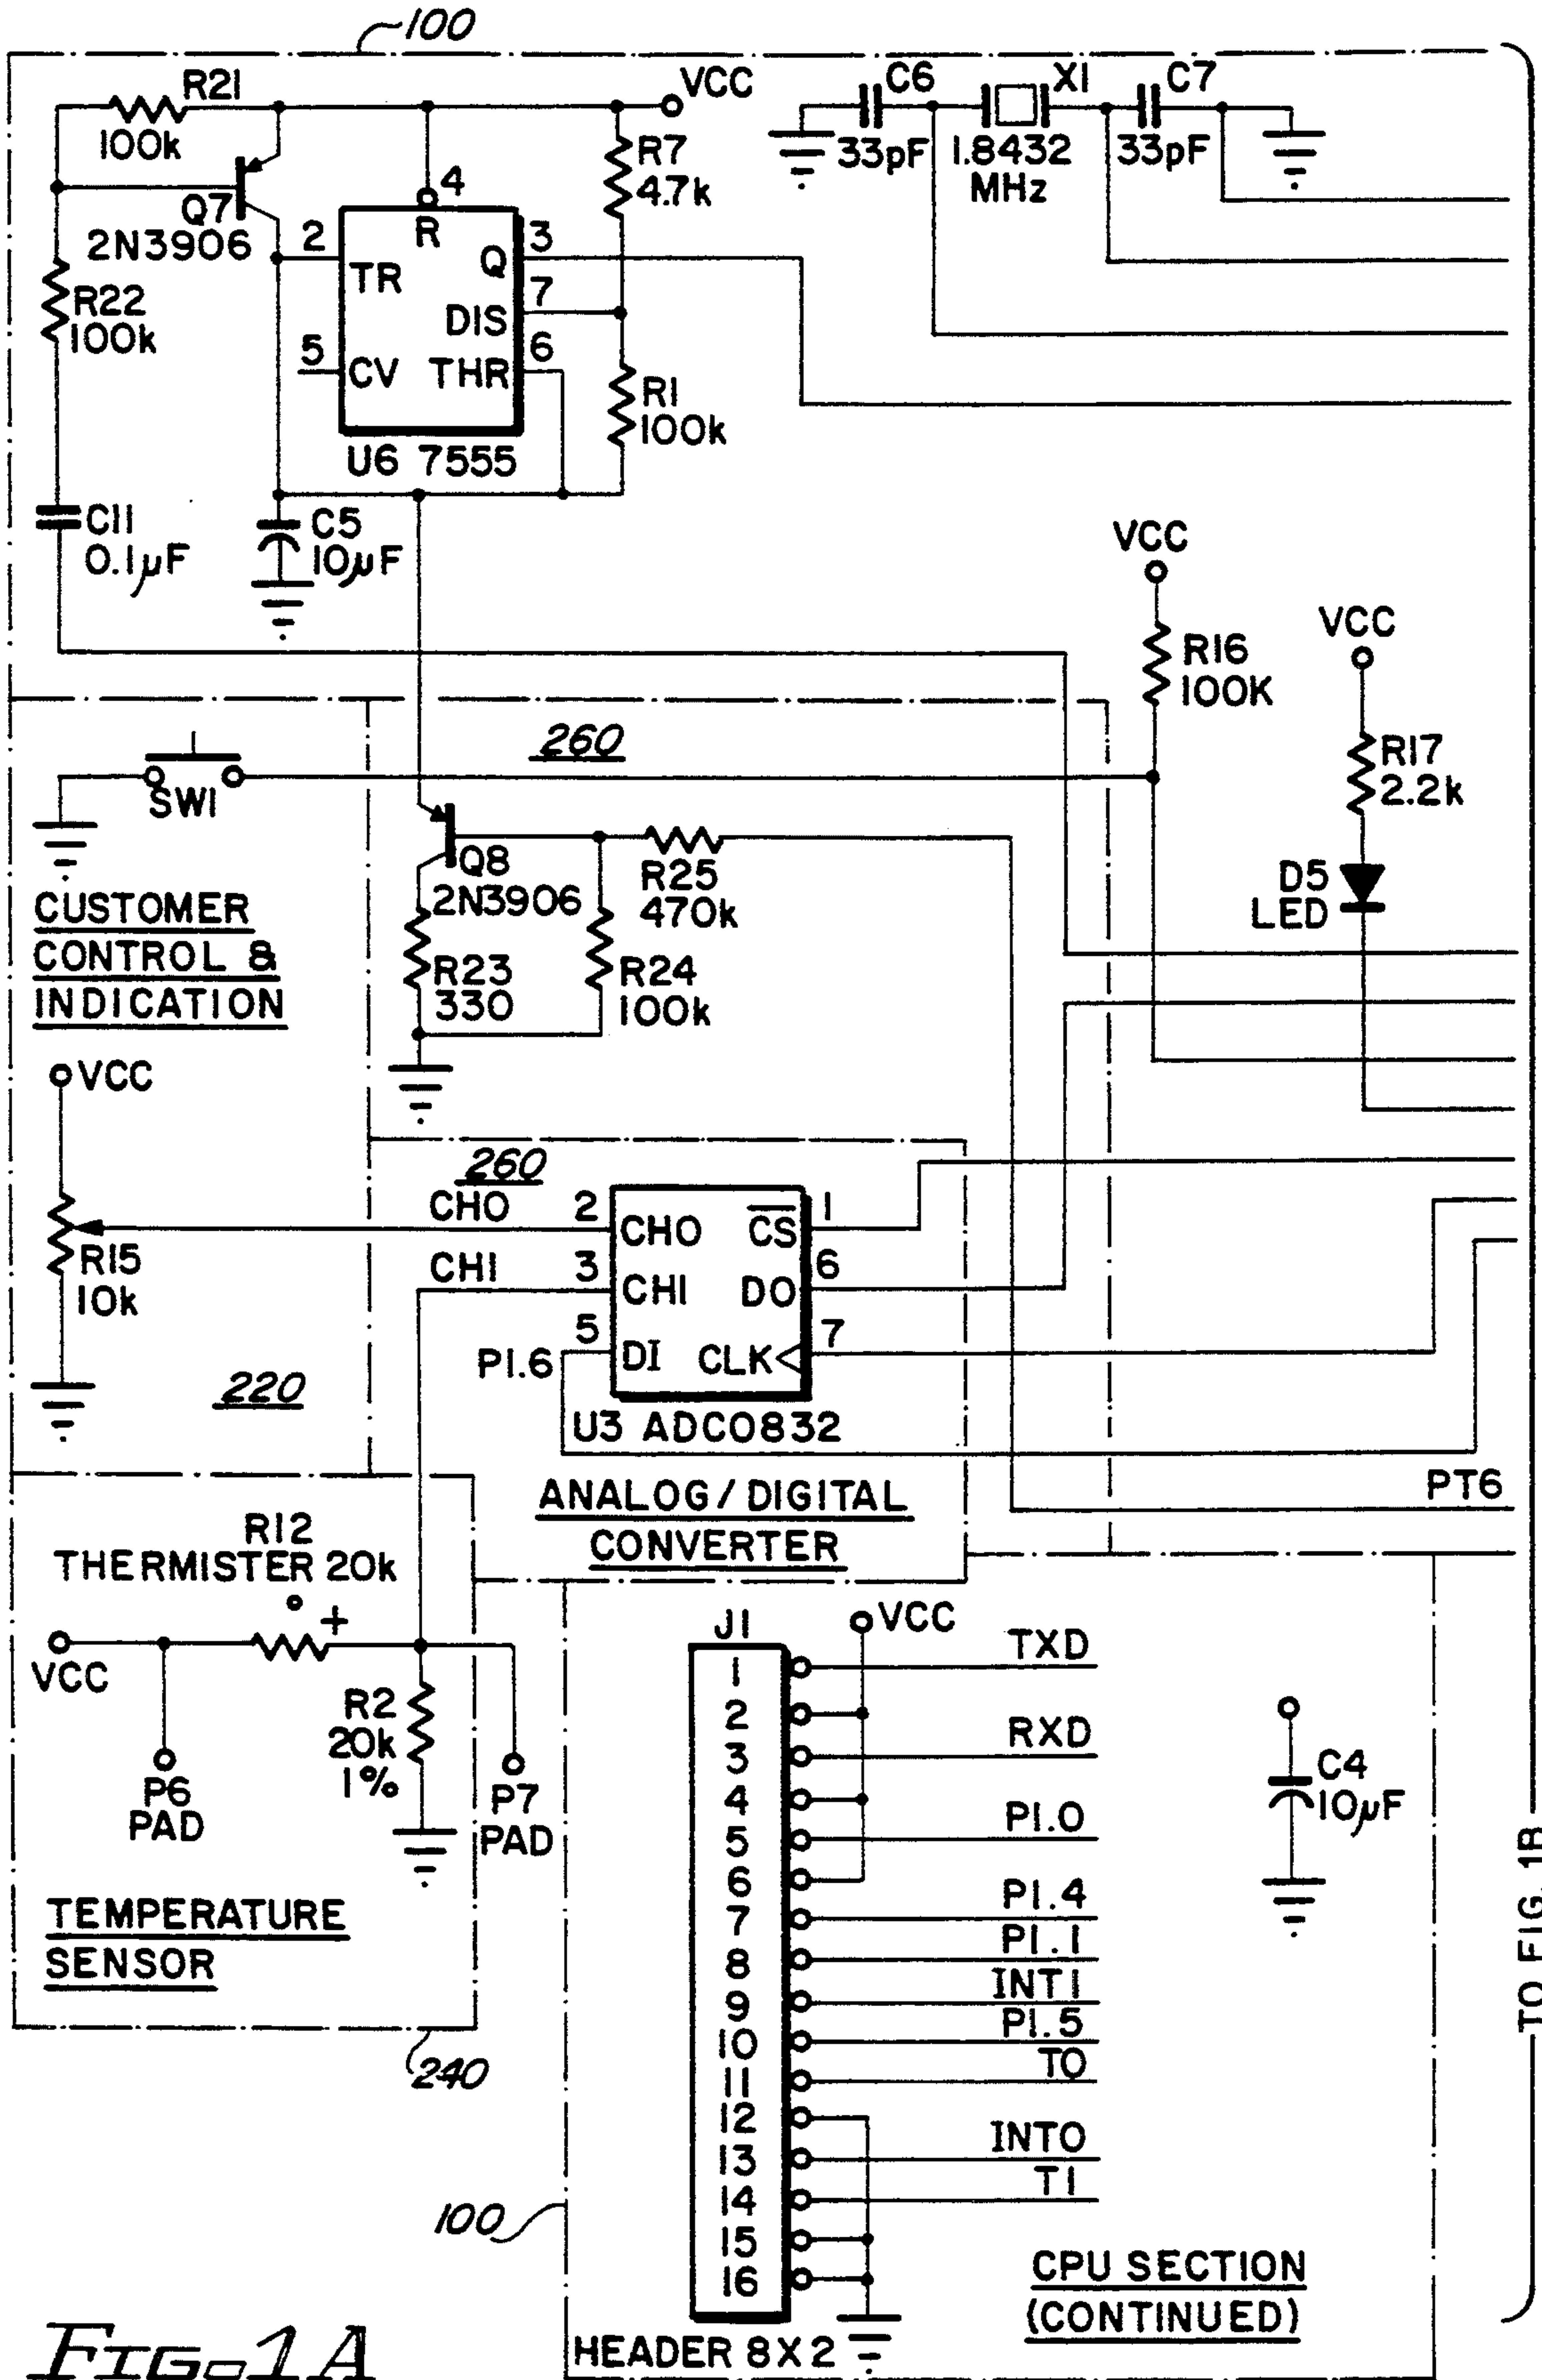 100
R21
100k
VCC
C6
33pF
X1
1.8432
MHz
C7
33pF
R7
4.7k
Q7
2N3906
4
R
2
TR
Q
3
7
DIS
5
CV
THR
6
U6 7555
R22
100k
R1
100k
C11
0.1µF
C5
10µF
VCC
R16
100K
VCC
R17
2.2k
260
SW1
Q8
2N3906
R25
470k
D5
LED
CUSTOMER
CONTROL &
INDICATION
R23
330
R24
100k
VCC
260
CH0
2
CH0
CS
1
R15
10k
CH1
3
CH1
DO
6
P1.6
5
DI
CLK
7
220
U3 ADC0832
ANALOG/DIGITAL
CONVERTER
PT6
R12
THERMISTER 20k
+
VCC
R2
20k
1%
P6
PAD
P7
PAD
TEMPERATURE
SENSOR
240
J1
VCC
1 TXD
2
3 RXD
4
5 P1.0
6
7 P1.4
8 P1.1
9 INT1
10 P1.5
11 T0
12
13 INT0
14 T1
15
16
C4
10µF
100
HEADER 8X2
CPU SECTION
(CONTINUED)
TO FIG. 1B
FIG. 1A